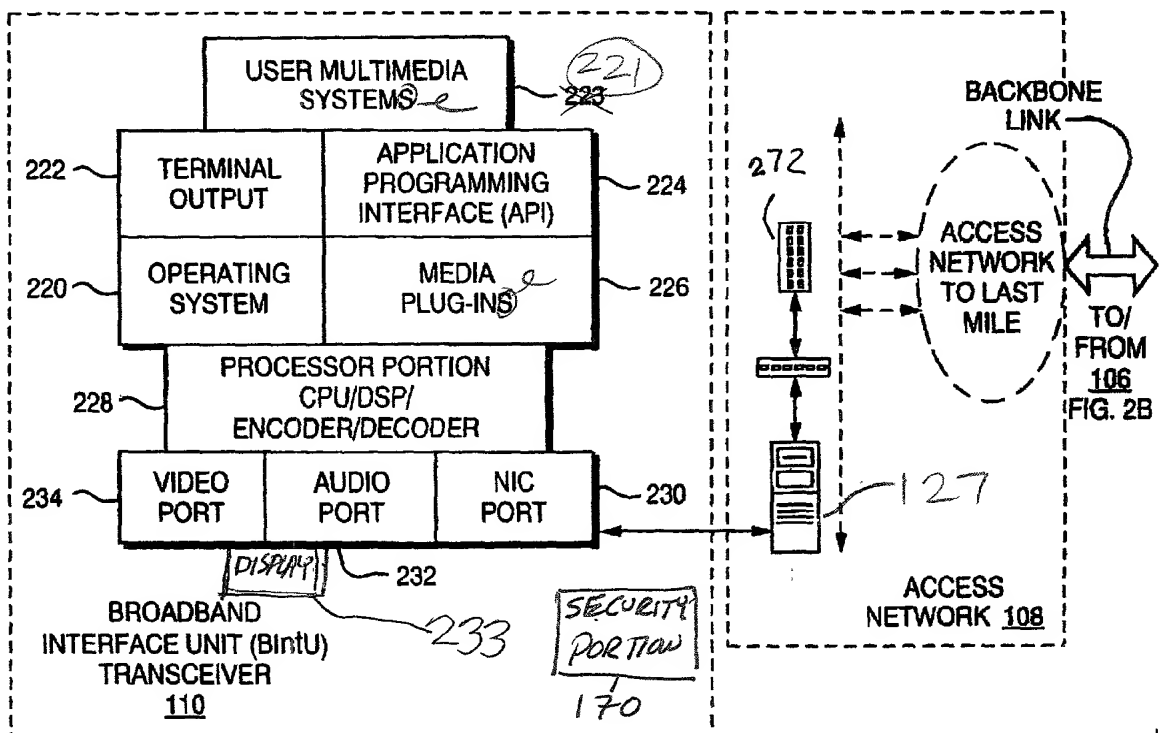 USER MULTIMEDIA
SYSTEMS e
221
223
222
TERMINAL
OUTPUT
APPLICATION
PROGRAMMING
INTERFACE (API)
224
220
OPERATING
SYSTEM
MEDIA
PLUG-INS e
226
228
PROCESSOR PORTION
CPU/DSP/
ENCODER/DECODER
234
VIDEO
PORT
AUDIO
PORT
NIC
PORT
230
DISPLAY
232
233
BROADBAND
INTERFACE UNIT (BIntU)
TRANSCEIVER
110
SECURITY
PORTION
170
272
127
BACKBONE
LINK
ACCESS
NETWORK
TO LAST
MILE
TO/
FROM
106
FIG. 2B
ACCESS
NETWORK 108